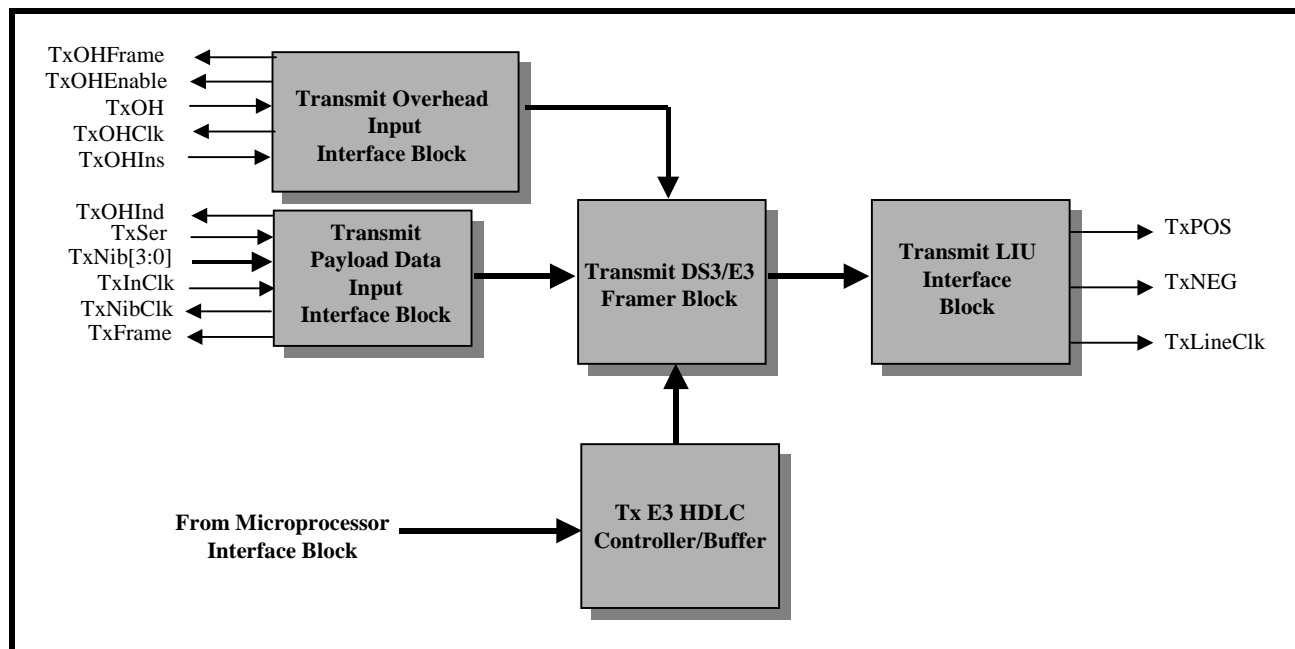 TxOHFrame
TxOHEnable
TxOH
TxOHClk
TxOHIns
Transmit Overhead
Input
Interface Block
TxOHInd
TxSer
TxNib[3:0]
TxInClk
TxNibClk
TxFrame
Transmit
Payload Data
Input
Interface Block
Transmit DS3/E3
Framer Block
Transmit LIU
Interface
Block
TxPOS
TxNEG
TxLineClk
From Microprocessor
Interface Block
Tx E3 HDLC
Controller/Buffer